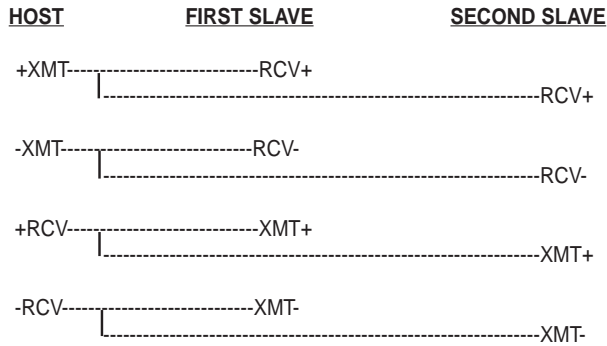 HOST FIRST SLAVE SECOND SLAVE
+XMT----------------------------RCV+
----------------------------------------------------------------RCV+
-XMT----------------------------RCV-
----------------------------------------------------------------RCV-
+RCV----------------------------XMT+
----------------------------------------------------------------XMT+
-RCV----------------------------XMT-
----------------------------------------------------------------XMT-